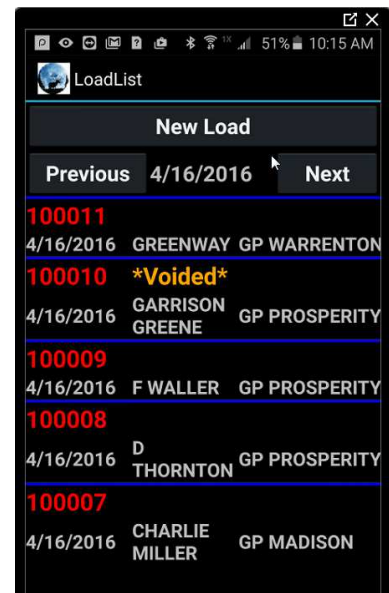 51% 10:15 AM
LoadList
New Load
Previous 4/16/2016 Next
100011
4/16/2016 GREENWAY GP WARRENTON
100010 *Voided*
4/16/2016 GARRISON GREENE GP PROSPERITY
100009
4/16/2016 F WALLER GP PROSPERITY
100008
4/16/2016 D THORNTON GP PROSPERITY
100007
4/16/2016 CHARLIE MILLER GP MADISON